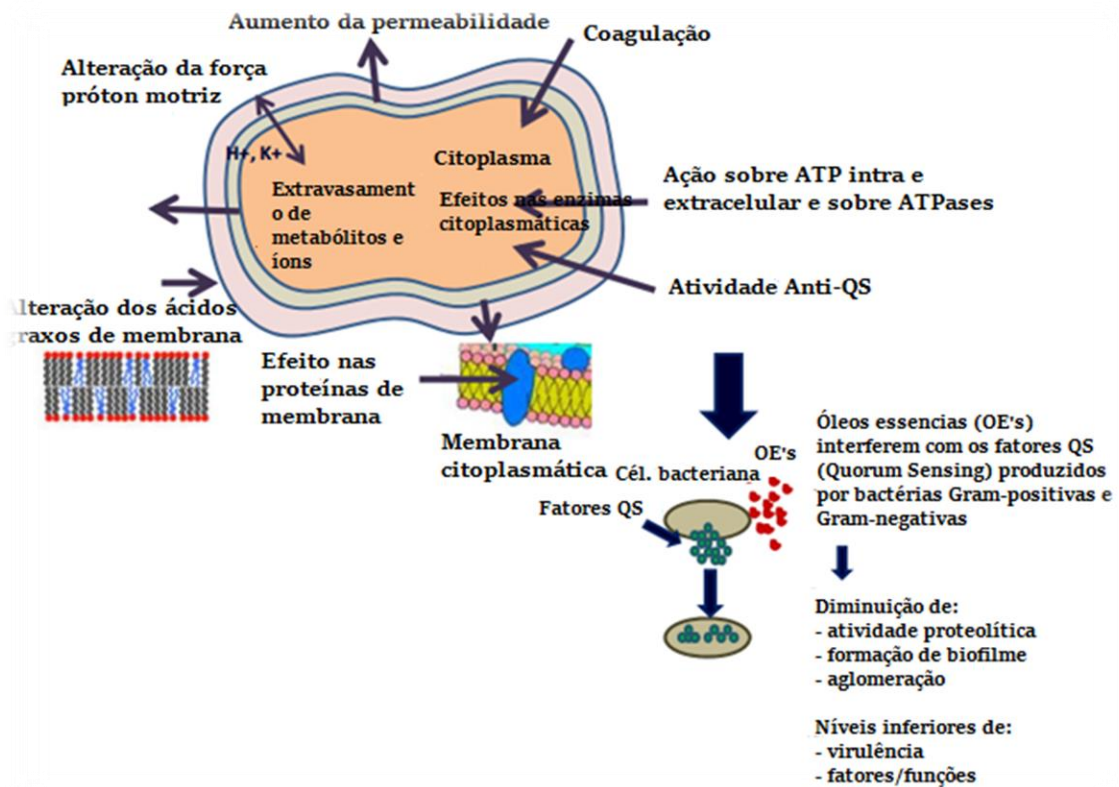 Aumento da permeabilidade
Coagulação
Alteração da força
próton motriz
H+, K+
Citoplasma
Extravasament
o de
metabólitos e
íons
Efeitos nas enzimas
citoplasmáticas
Ação sobre ATP intra e
extracelular e sobre ATPases
Atividade Anti-QS
Alteração dos ácidos
graxos de membrana
Efeito nas
proteínas de
membrana
Membrana
citoplasmática
Cél. bacteriana
OE's
Fatores QS
Óleos essencias (OE's)
interferem com os fatores QS
(Quorum Sensing) produzidos
por bactérias Gram-positivas e
Gram-negativas
Diminuição de:
- atividade proteolítica
- formação de biofilme
- aglomeração
Níveis inferiores de:
- virulência
- fatores/funções